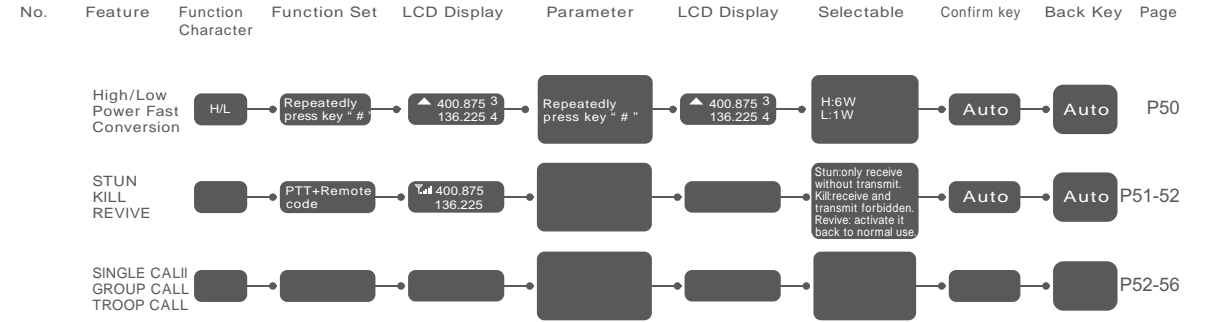 No. Feature Function Character Function Set LCD Display Parameter LCD Display Selectable Confirm key Back Key Page
High/Low
Power Fast
Conversion
H/L
Repeatedly
press key “ # ”
400.875 3
136.225 4
Repeatedly
press key “ # ”
400.875 3
136.225 4
H:6W
L:1W
Auto
Auto
P50
STUN
KILL
REVIVE
PTT+Remote
code
400.875
136.225
Stun:only receive
without transmit.
Kill:receive and
transmit forbidden.
Revive: activate it
back to normal use.
Auto
Auto
P51-52
SINGLE CALII
GROUP CALL
TROOP CALL
P52-56